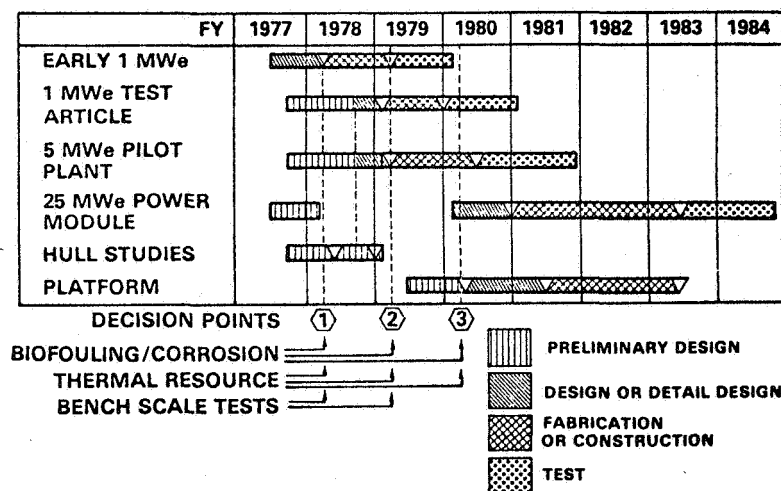 FY 1977 1978 1979 1980 1981 1982 1983 1984
EARLY 1 MWe
1 MWe TEST
ARTICLE
5 MWe PILOT
PLANT
25 MWe POWER
MODULE
HULL STUDIES
PLATFORM
DECISION POINTS 1 2 3
BIOFOULING/CORROSION
THERMAL RESOURCE
BENCH SCALE TESTS
PRELIMINARY DESIGN
DESIGN OR DETAIL DESIGN
FABRICATION
OR CONSTRUCTION
TEST